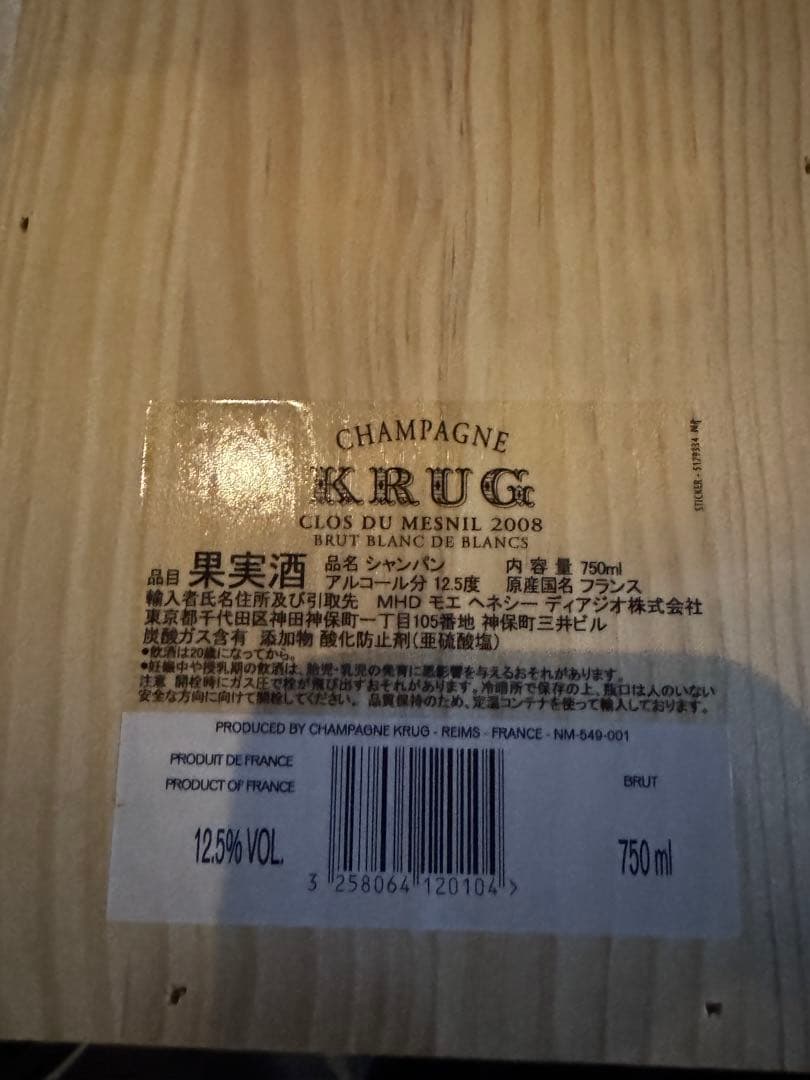 CHAMPAGNE
KRUG
CLOS DU MESNIL 2008
BRUT BLANC DE BLANCS
品目 果実酒 品名 シャンパン 内容量 750ml
アルコール分 12.5度 原産国名 フランス
輸入者氏名住所及び引取先 MHD モエ ヘネシー ディアジオ株式会社
東京都千代田区神田神保町一丁目105番地 神保町三井ビル
炭酸ガス含有 添加物 酸化防止剤(亜硫酸塩)
•飲酒は20歳になってから。
•妊娠中や授乳期の飲酒は、胎児・乳児の発育に悪影響を与えるおそれがあります。
注意 開栓時にガス圧で栓が飛び出すおそれがあります。冷暗所で保存の上、瓶口は人のいない
安全な方向に向けて開栓してください。 品質保持のため、定温コンテナを使って輸入しております。
STICKER - 5179334
PRODUCED BY CHAMPAGNE KRUG - REIMS - FRANCE - NM-549-001
PRODUIT DE FRANCE
PRODUCT OF FRANCE
BRUT
12.5% VOL.
750 ml
3 258064 120104 >